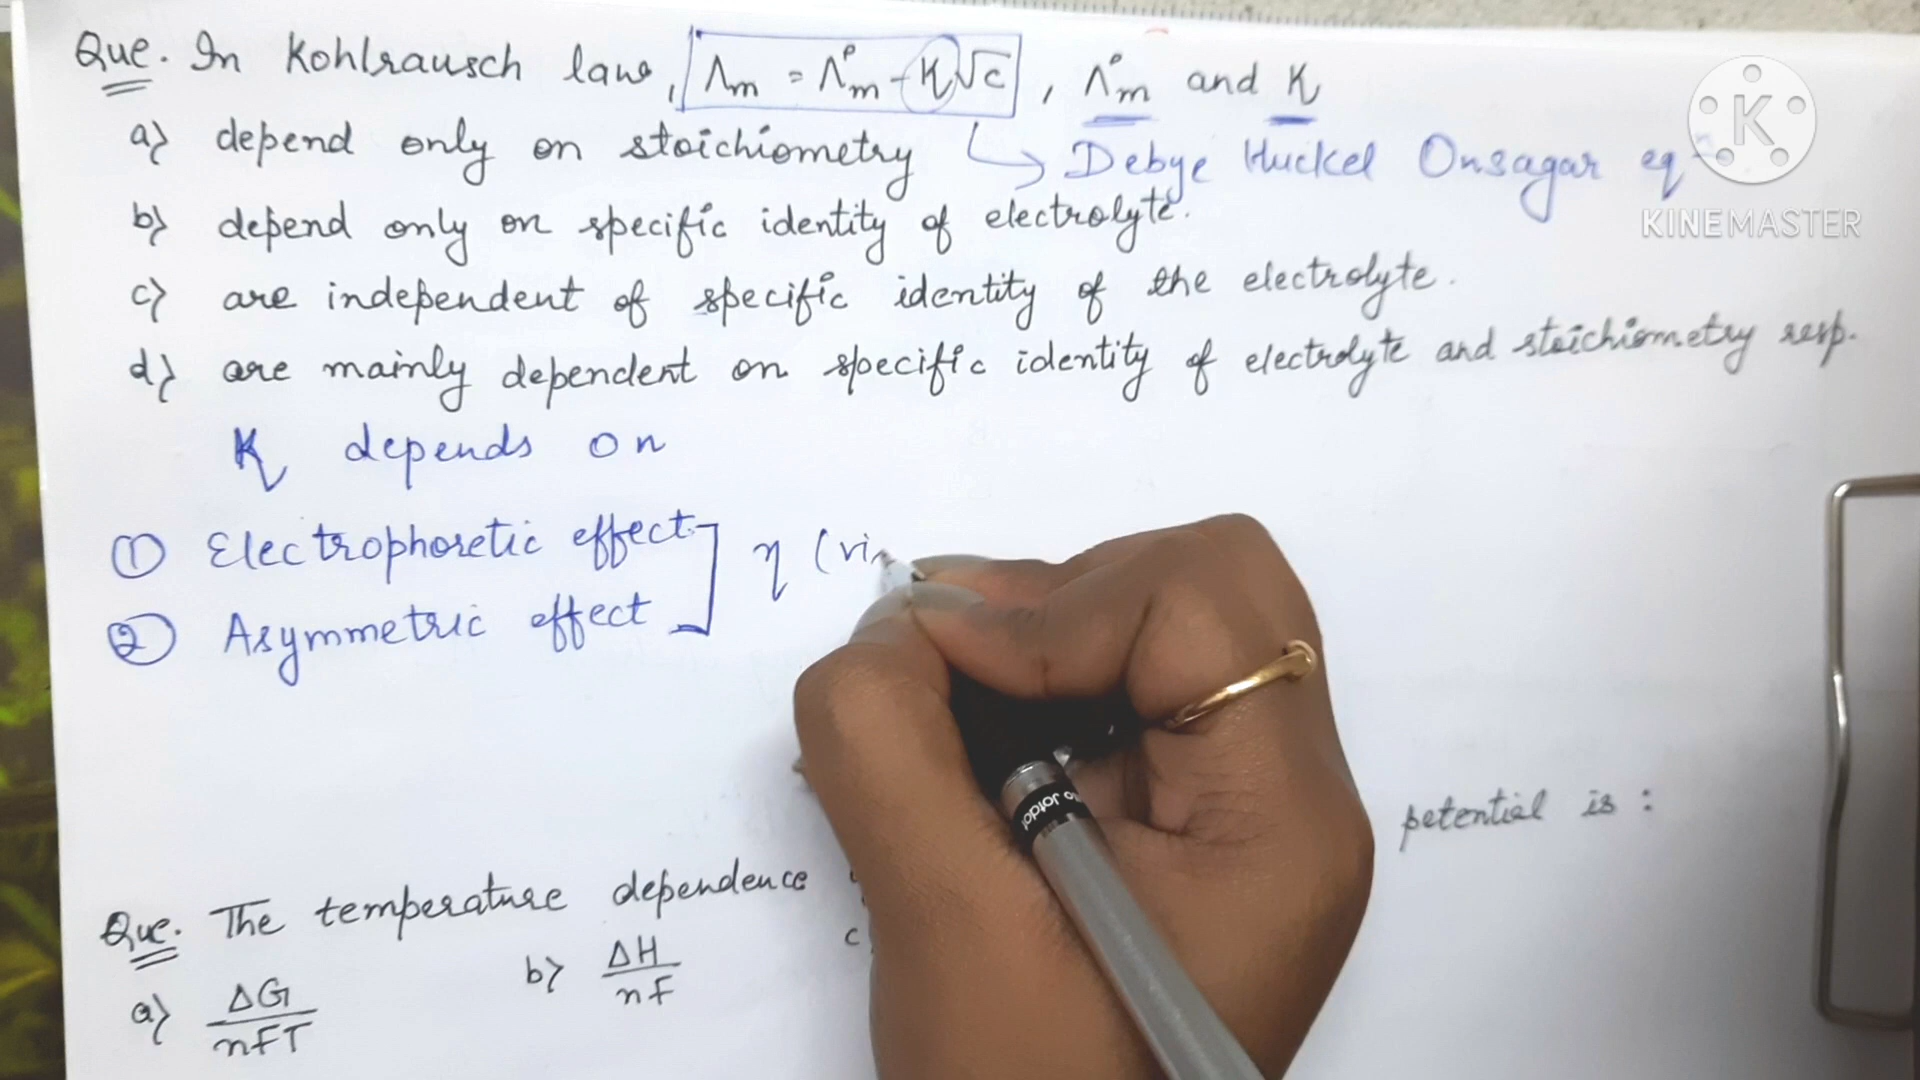 Que. In Kohlrausch law, Λm = Λ°m - K√c, Λ°m and K
a) depend only on stoichiometry
→ Debye Huckel Onsagar eq
K
KINEMASTER
b) depend only on specific identity of electrolyte.
c) are independent of specific identity of the electrolyte.
d) are mainly dependent on specific identity of electrolyte and stoichiometry resp.
K depends on
① Electrophoretic effect
② Asymmetric effect
η (vi
Jotdo!
Que. The temperature dependence
petential is:
a) ΔG/nFT b) ΔH/nF c